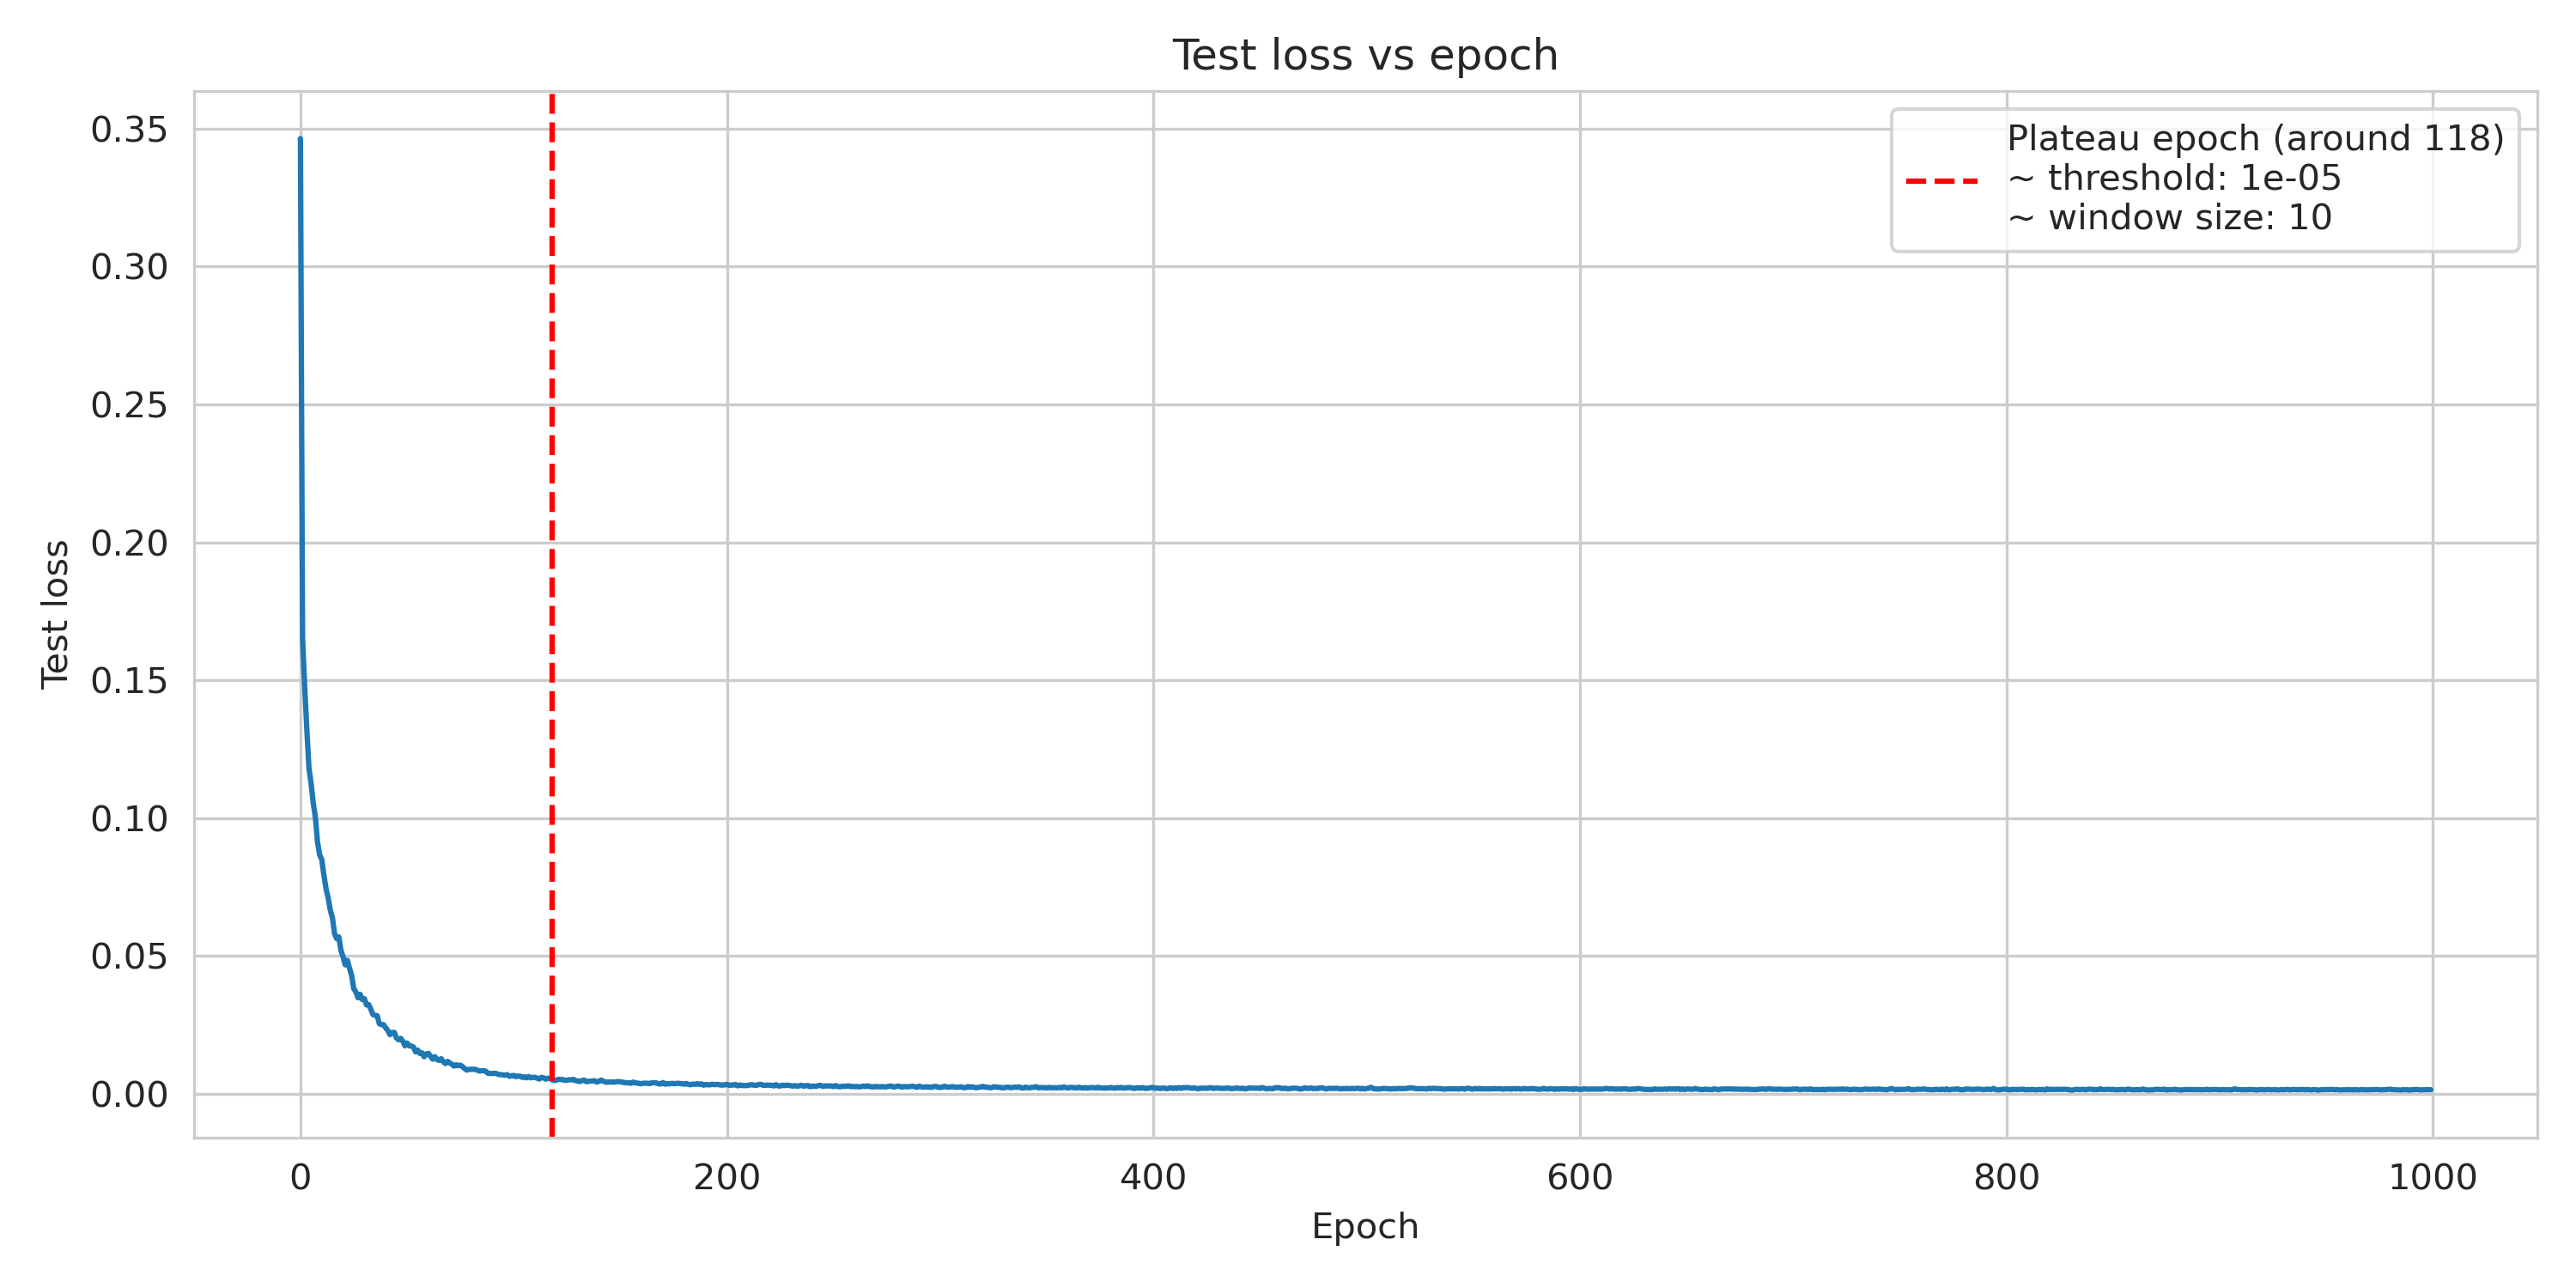 Test loss vs epoch
Plateau epoch (around 118)
~ threshold: 1e-05
~ window size: 10
Test loss
0.35
0.30
0.25
0.20
0.15
0.10
0.05
0.00
0 200 400 600 800 1000
Epoch